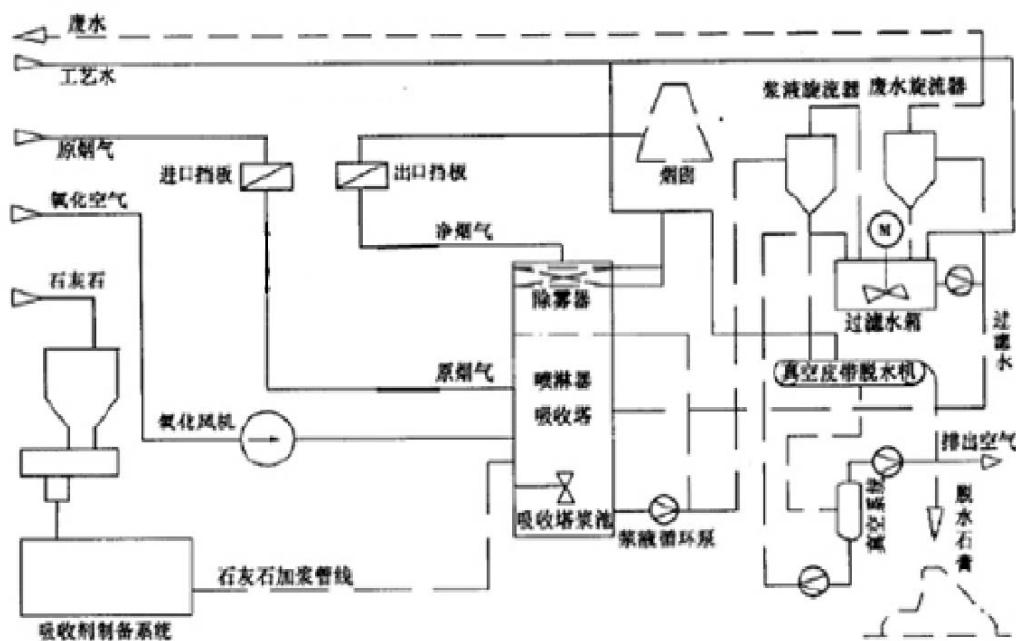 废水
工艺水
浆液旋流器
废水旋流器
原烟气
进口挡板
出口挡板
烟囱
氧化空气
净烟气
M
石灰石
除雾器
过滤水箱
过滤水
原烟气
喷淋器
真空皮带脱水机
氧化风机
吸收塔
排出空气
真空系统
脱水石膏
吸收塔浆池
浆液循环泵
石灰石加浆管线
吸收剂制备系统